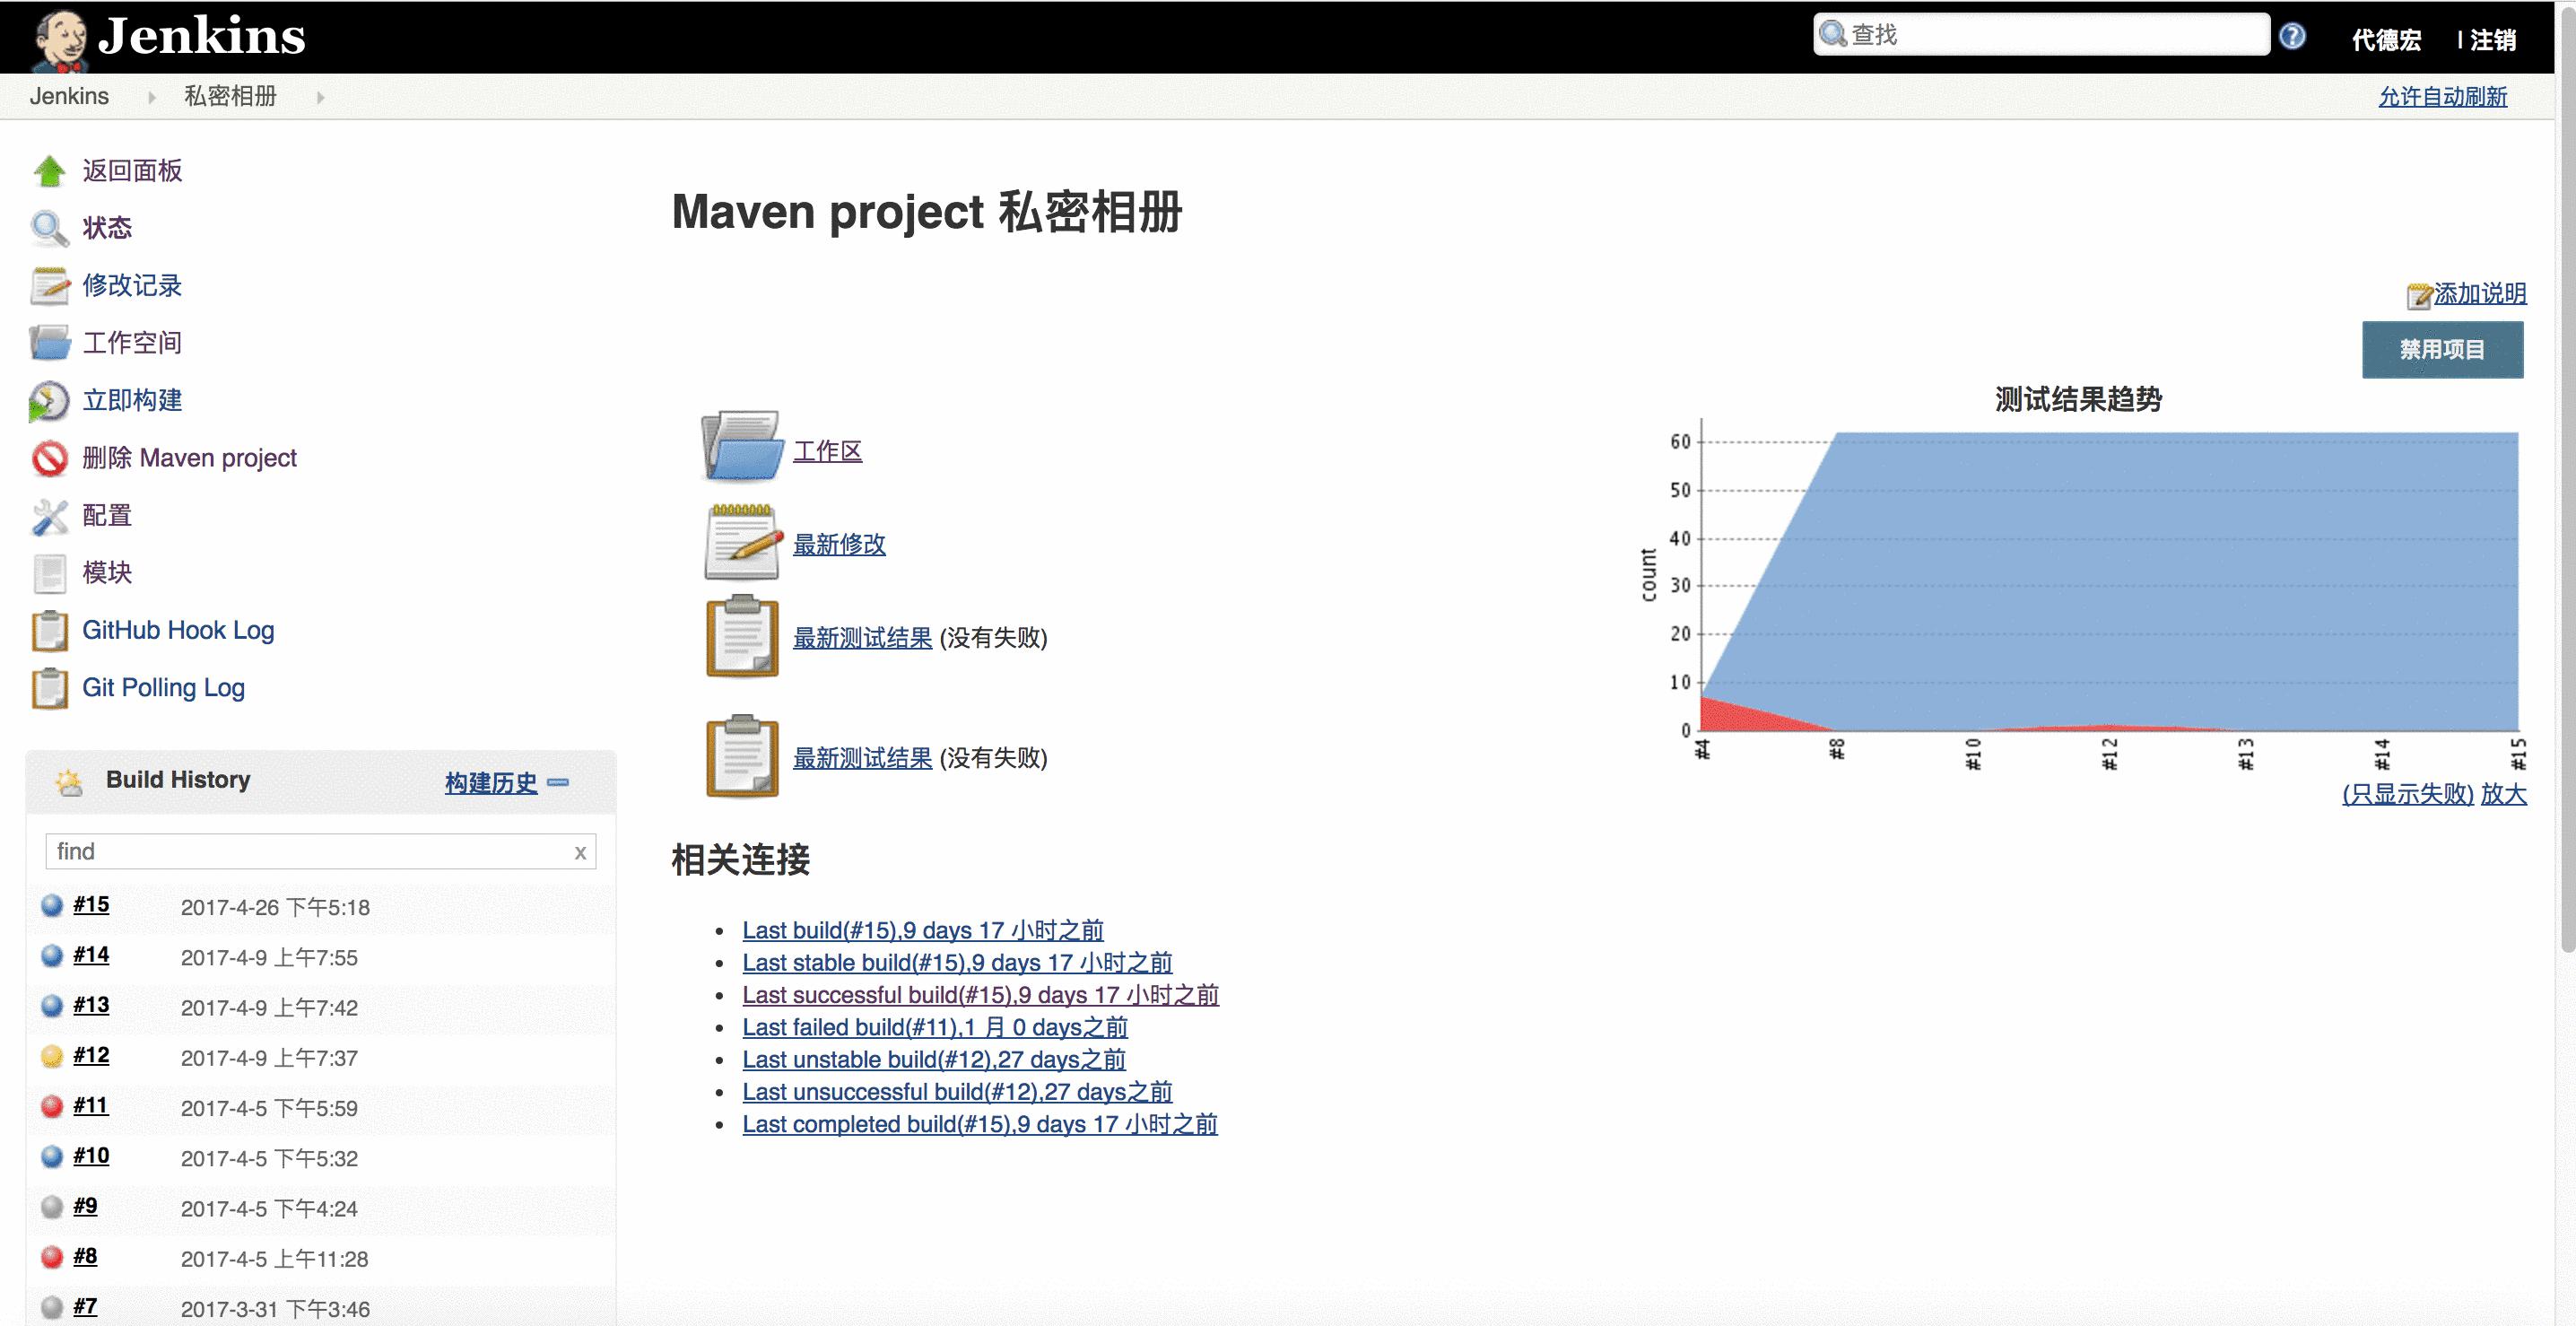 Jenkins
查找
代德宏
| 注销
Jenkins
私密相册
允许自动刷新
返回面板
状态
修改记录
工作空间
立即构建
删除 Maven project
配置
模块
GitHub Hook Log
Git Polling Log
Build History
构建历史
find
x
#15 2017-4-26 下午5:18
#14 2017-4-9 上午7:55
#13 2017-4-9 上午7:42
#12 2017-4-9 上午7:37
#11 2017-4-5 下午5:59
#10 2017-4-5 下午5:32
#9 2017-4-5 下午4:24
#8 2017-4-5 上午11:28
#7 2017-3-31 下午3:46
Maven project 私密相册
添加说明
禁用项目
工作区
最新修改
最新测试结果 (没有失败)
最新测试结果 (没有失败)
测试结果趋势
count
60
50
40
30
20
10
0
#4
#8
#10
#12
#13
#14
#15
(只显示失败) 放大
相关连接
Last build(#15),9 days 17 小时之前
Last stable build(#15),9 days 17 小时之前
Last successful build(#15),9 days 17 小时之前
Last failed build(#11),1 月 0 days之前
Last unstable build(#12),27 days之前
Last unsuccessful build(#12),27 days之前
Last completed build(#15),9 days 17 小时之前